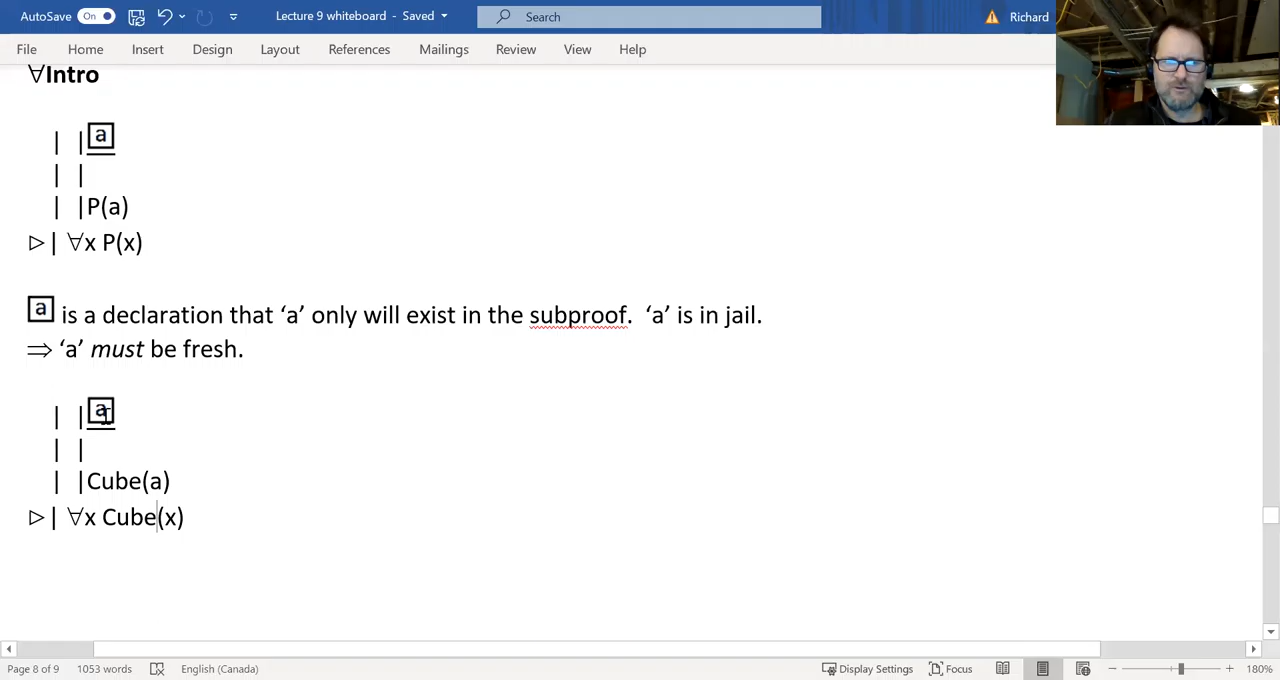 AutoSave On Lecture 9 whiteboard - Saved Search Richard
File Home Insert Design Layout References Mailings Review View Help
∀Intro
| |a
| |
| |P(a)
▷| ∀x P(x)
a is a declaration that ‘a’ only will exist in the subproof. ‘a’ is in jail.
⇒ ‘a’ must be fresh.
| |a
| |
| |Cube(a)
▷| ∀x Cube(x)
Page 8 of 9 1053 words English (Canada) Display Settings Focus 180%